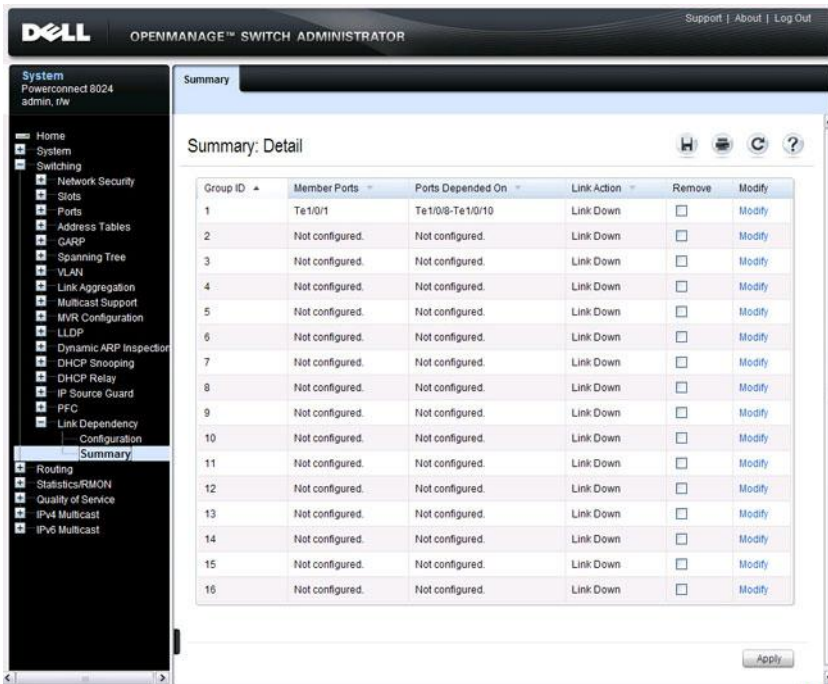 Support | About | Log Out
DELL OPENMANAGE™ SWITCH ADMINISTRATOR
System
Powerconnect 8024
admin, r/w
Home
System
Switching
Network Security
Slots
Ports
Address Tables
GARP
Spanning Tree
VLAN
Link Aggregation
Multicast Support
MVR Configuration
LLDP
Dynamic ARP Inspection
DHCP Snooping
DHCP Relay
IP Source Guard
PFC
Link Dependency
Configuration
Summary
Routing
Statistics/RMON
Quality of Service
IPv4 Multicast
IPv6 Multicast
Summary
Summary: Detail
Group ID Member Ports Ports Depended On Link Action Remove Modify
1 Te1/0/1 Te1/0/8-Te1/0/10 Link Down Modify
2 Not configured. Not configured. Link Down Modify
3 Not configured. Not configured. Link Down Modify
4 Not configured. Not configured. Link Down Modify
5 Not configured. Not configured. Link Down Modify
6 Not configured. Not configured. Link Down Modify
7 Not configured. Not configured. Link Down Modify
8 Not configured. Not configured. Link Down Modify
9 Not configured. Not configured. Link Down Modify
10 Not configured. Not configured. Link Down Modify
11 Not configured. Not configured. Link Down Modify
12 Not configured. Not configured. Link Down Modify
13 Not configured. Not configured. Link Down Modify
14 Not configured. Not configured. Link Down Modify
15 Not configured. Not configured. Link Down Modify
16 Not configured. Not configured. Link Down Modify
Apply